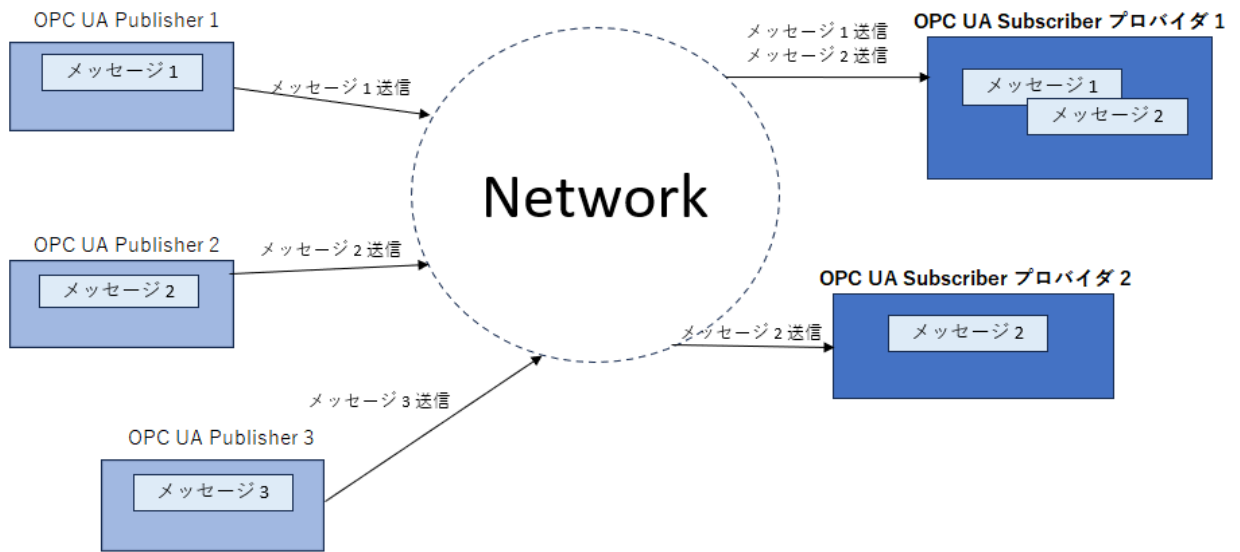 OPC UA Publisher 1
メッセージ 1
メッセージ 1 送信
メッセージ 1 送信
メッセージ 2 送信
OPC UA Subscriber プロバイダ 1
メッセージ 1
メッセージ 2
Network
OPC UA Publisher 2
メッセージ 2
メッセージ 2 送信
OPC UA Subscriber プロバイダ 2
メッセージ 2 送信
メッセージ 2
メッセージ 3 送信
OPC UA Publisher 3
メッセージ 3